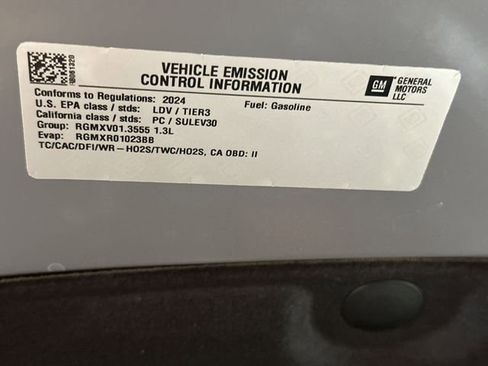 VEHICLE EMISSION
CONTROL INFORMATION
GM
GENERAL
MOTORS
LLC
Conforms to Regulations: 2024
Fuel: Gasoline
U.S. EPA class / stds: LDV / TIER3
California class / stds: PC / SULEV30
Group: RGMXV01.3555 1.3L
Evap: RGMXR01023BB
TC/CAC/DFI/WR-HO2S/TWC/HO2S, CA OBD: II